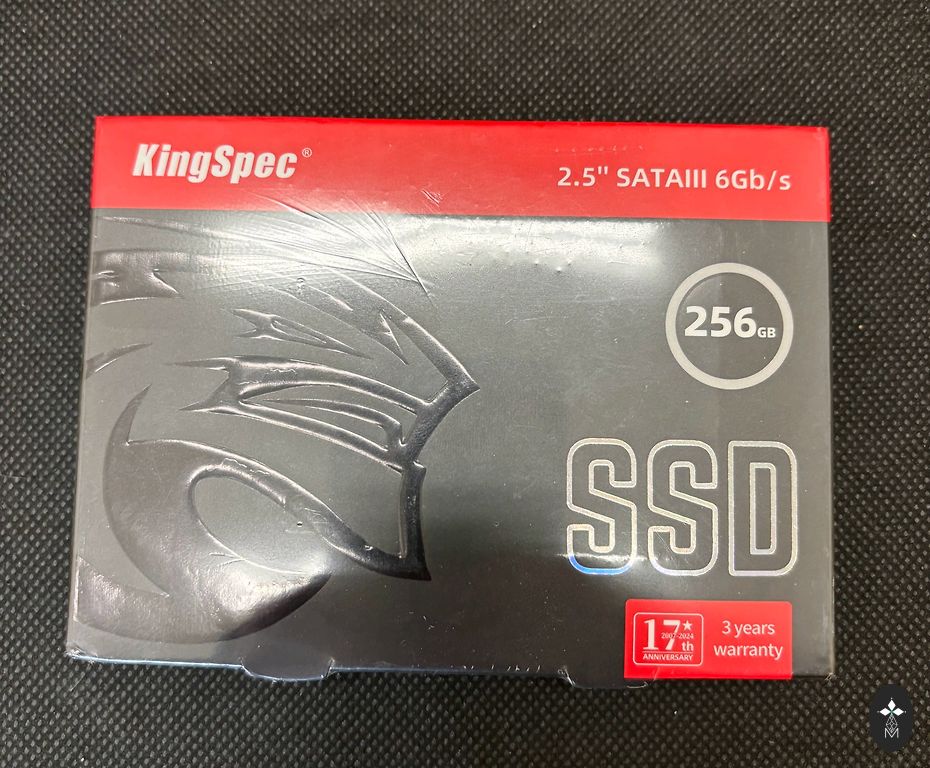 KingSpec®
2.5" SATAIII 6Gb/s
256GB
SSD
17th
2007-2024
ANNIVERSARY
3 years
warranty
M